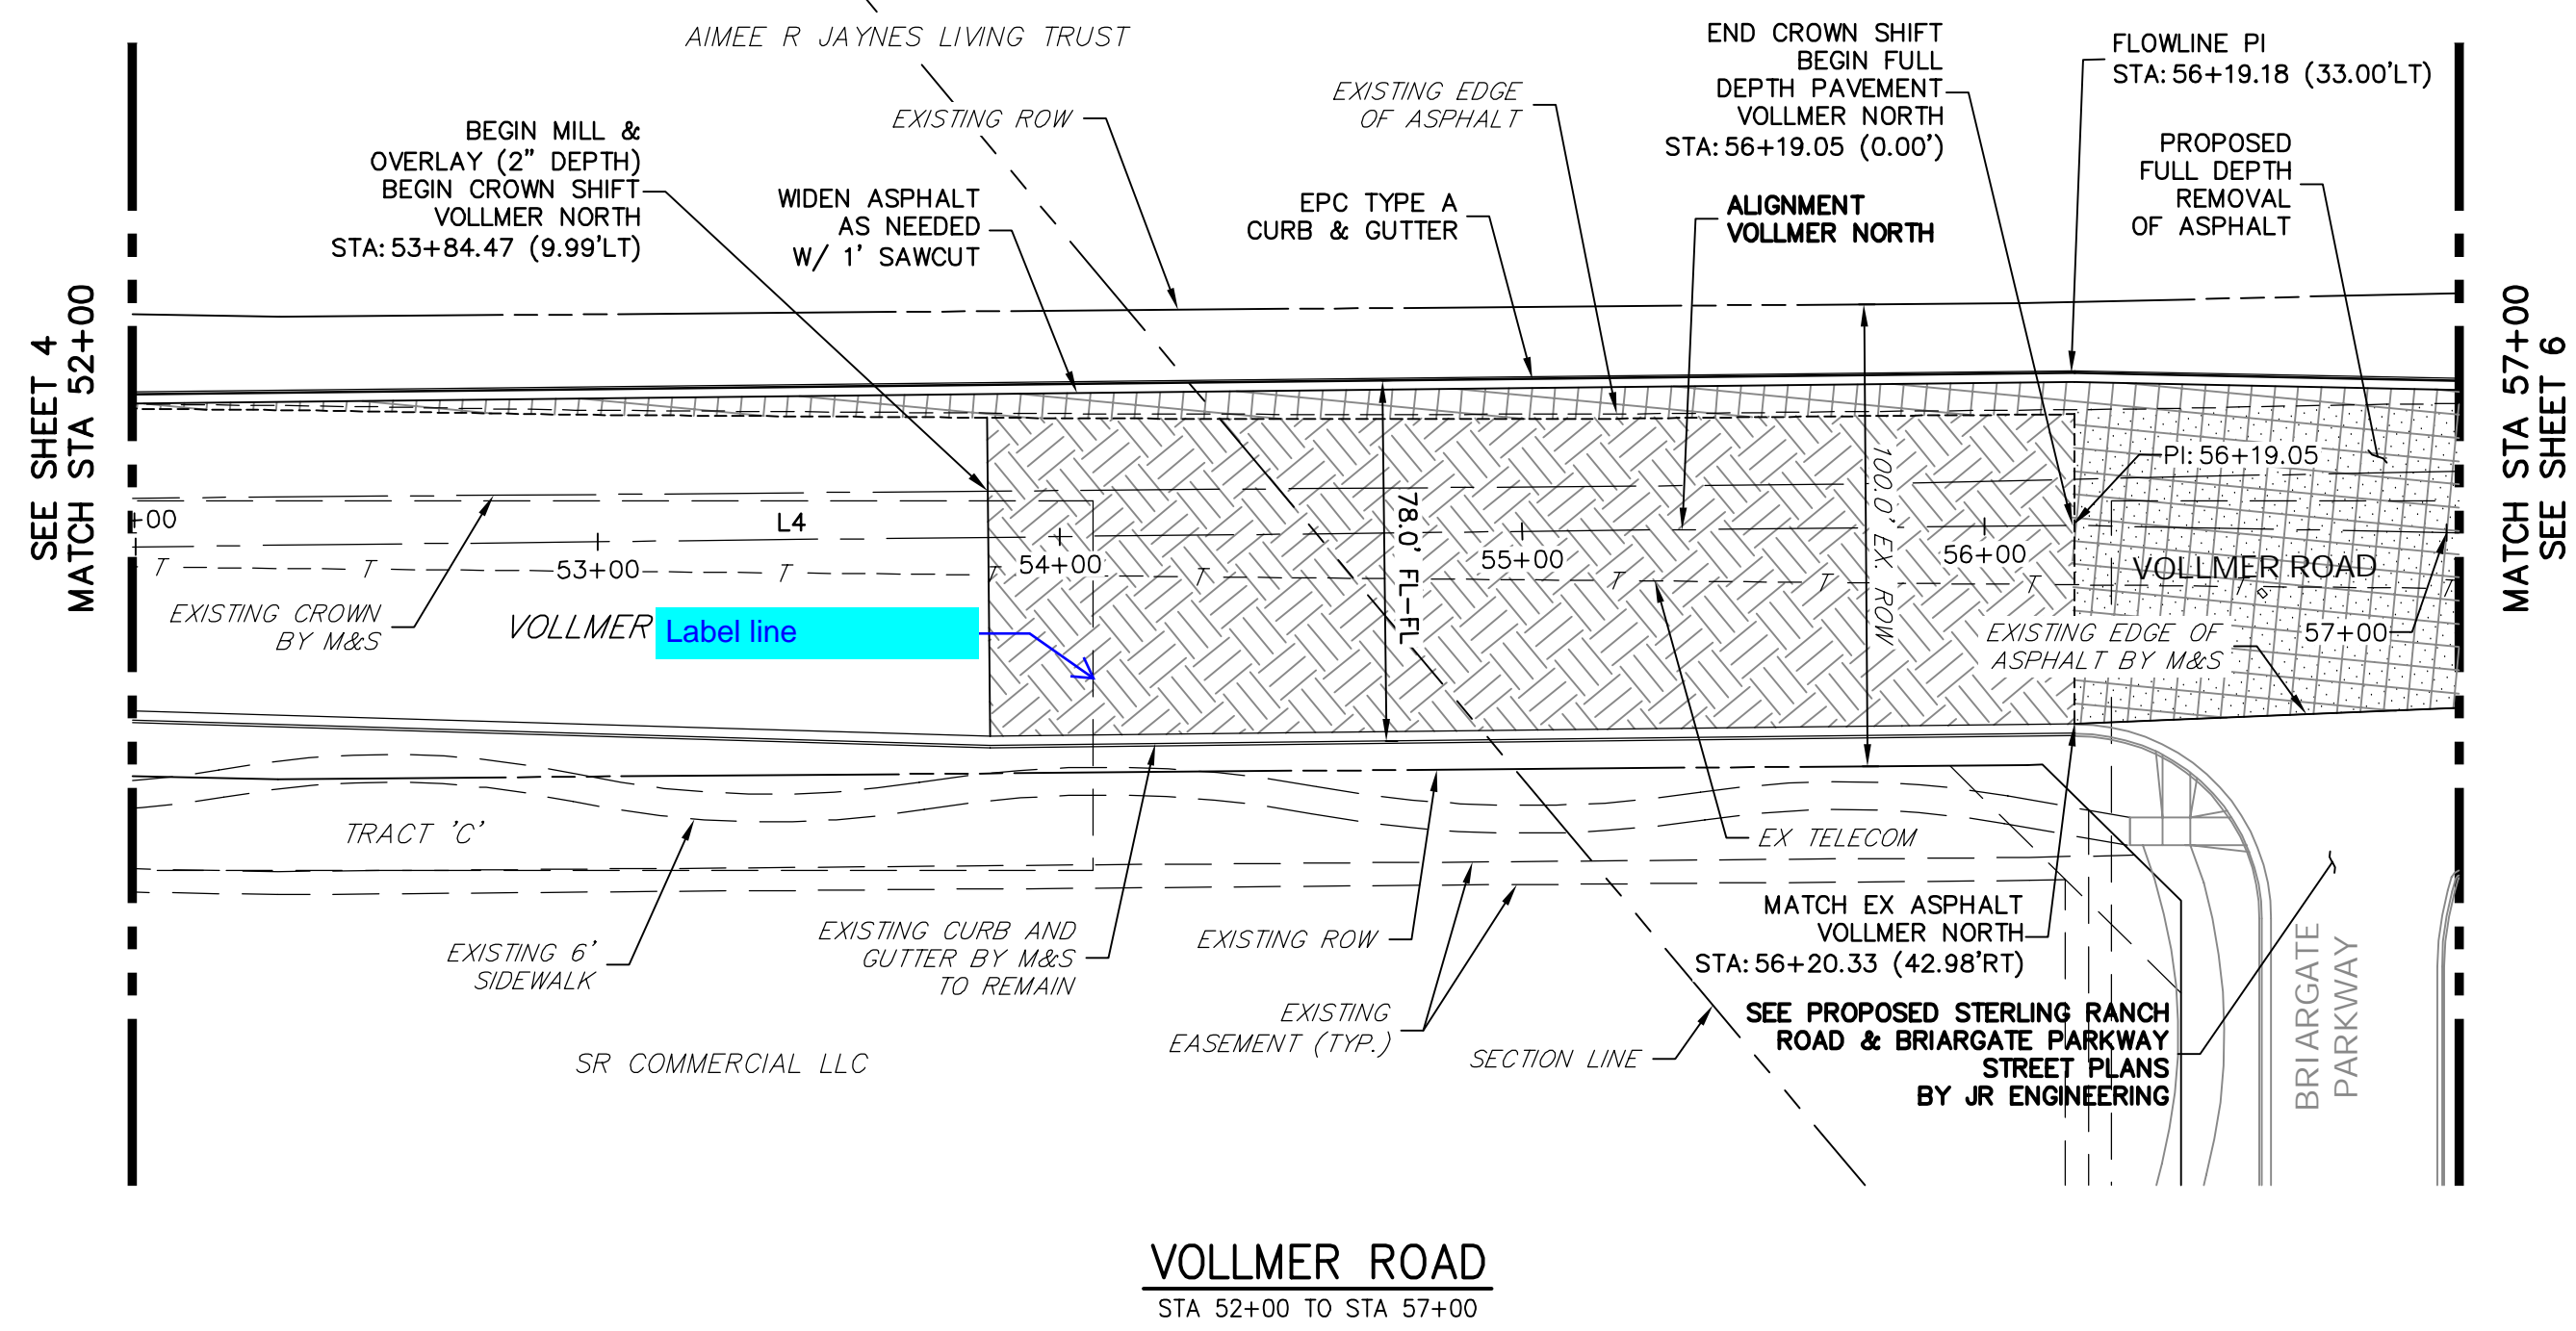 AIMEE R JAYNES LIVING TRUST
END CROWN SHIFT
BEGIN FULL
DEPTH PAVEMENT
VOLLMER NORTH
STA: 56+19.05 (0.00')
FLOWLINE PI
STA: 56+19.18 (33.00'LT)
EXISTING ROW
EXISTING EDGE
OF ASPHALT
BEGIN MILL &
OVERLAY (2" DEPTH)
BEGIN CROWN SHIFT
VOLLMER NORTH
STA: 53+84.47 (9.99'LT)
WIDEN ASPHALT
AS NEEDED
W/ 1' SAWCUT
EPC TYPE A
CURB & GUTTER
ALIGNMENT
VOLLMER NORTH
PROPOSED
FULL DEPTH
REMOVAL
OF ASPHALT
SEE SHEET 4
MATCH STA 52+00
MATCH STA 57+00
SEE SHEET 6
PI: 56+19.05
+00
L4
53+00
54+00
55+00
56+00
57+00
T T T T T T T T T T T T
78.0' FL-FL
100.0' EX. ROW
VOLLMER ROAD
EXISTING CROWN
BY M&S
VOLLMER
Label line
EXISTING EDGE OF
ASPHALT BY M&S
TRACT 'C'
EX TELECOM
EXISTING 6'
SIDEWALK
EXISTING CURB AND
GUTTER BY M&S
TO REMAIN
EXISTING ROW
EXISTING
EASEMENT (TYP.)
SECTION LINE
MATCH EX ASPHALT
VOLLMER NORTH
STA: 56+20.33 (42.98'RT)
SEE PROPOSED STERLING RANCH
ROAD & BRIARGATE PARKWAY
STREET PLANS
BY JR ENGINEERING
BRIARGATE
PARKWAY
SR COMMERCIAL LLC
VOLLMER ROAD
STA 52+00 TO STA 57+00